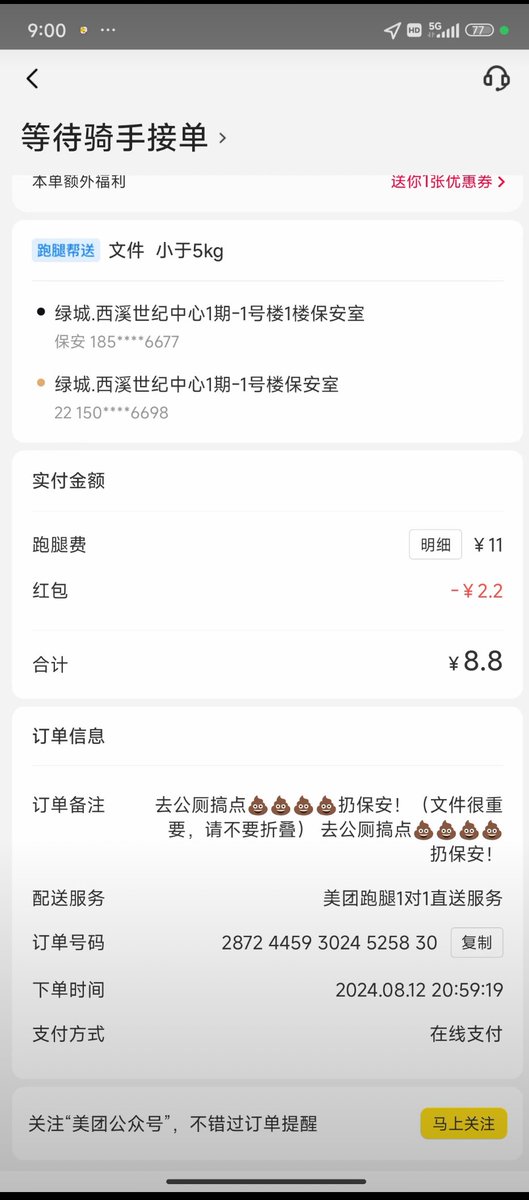 9:00 ··· HD 5G 77
等待骑手接单 >
本单额外福利 送你1张优惠券 >
跑腿帮送 文件 小于5kg
绿城.西溪世纪中心1期-1号楼1楼保安室
保安 185****6677
绿城.西溪世纪中心1期-1号楼保安室
22 150****6698
实付金额
跑腿费 明细 ¥11
红包 -¥2.2
合计 ¥8.8
订单信息
订单备注 去公厕搞点💩💩💩💩扔保安！（文件很重
要，请不要折叠） 去公厕搞点💩💩💩💩
扔保安！
配送服务 美团跑腿1对1直送服务
订单号码 2872 4459 3024 5258 30 复制
下单时间 2024.08.12 20:59:19
支付方式 在线支付
关注“美团公众号”，不错过订单提醒 马上关注